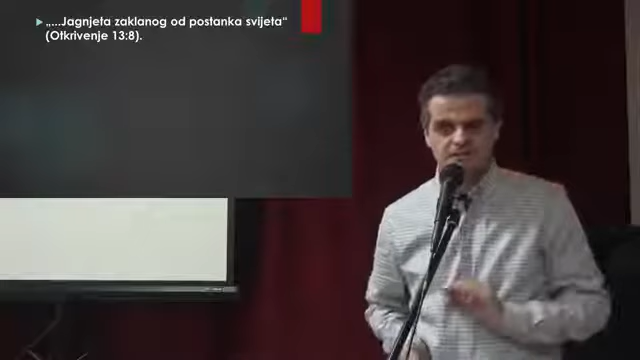 „...Jagnjeta zaklanog od postanka svijeta“
(Otkrivenje 13:8).